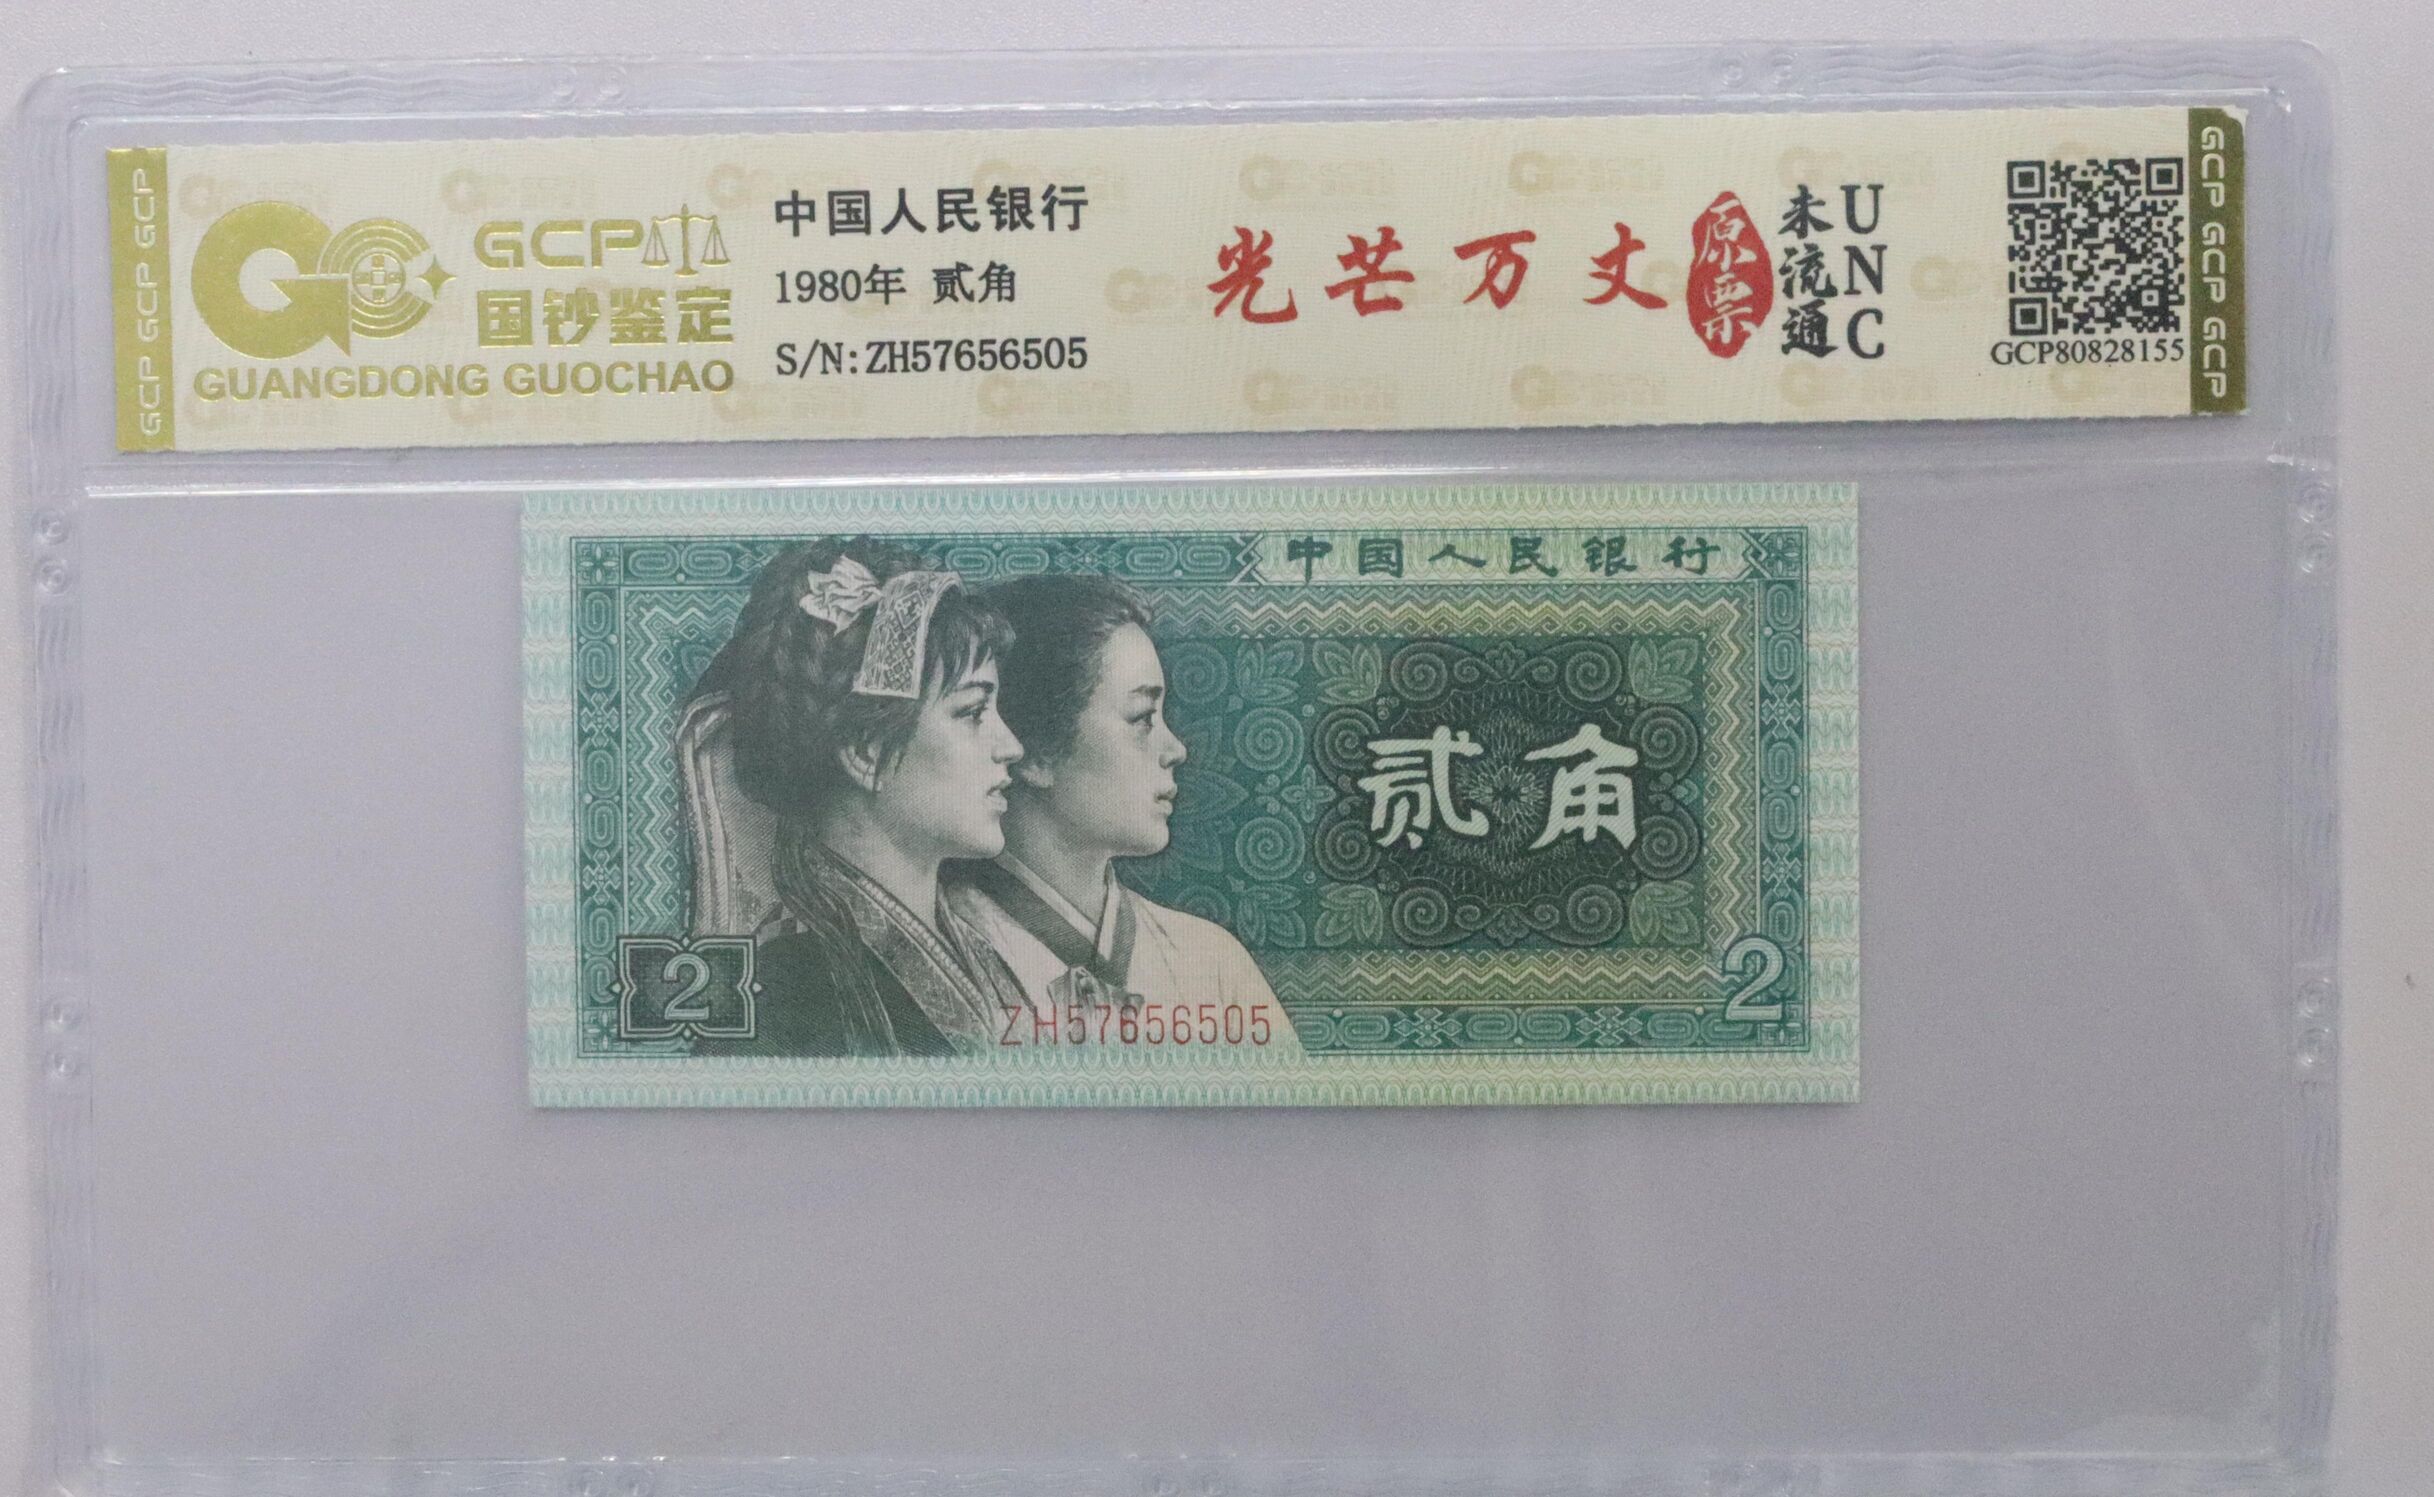 GCP GCP GCP
GCP
国钞鉴定
GUANGDONG GUOCHAO
中国人民银行
1980年 贰角
S/N:ZH57656505
光芒万丈
原票
未流通
UNC
GCP80828155
GCP GCP GCP
中国人民银行
贰角
2
2
ZH57656505